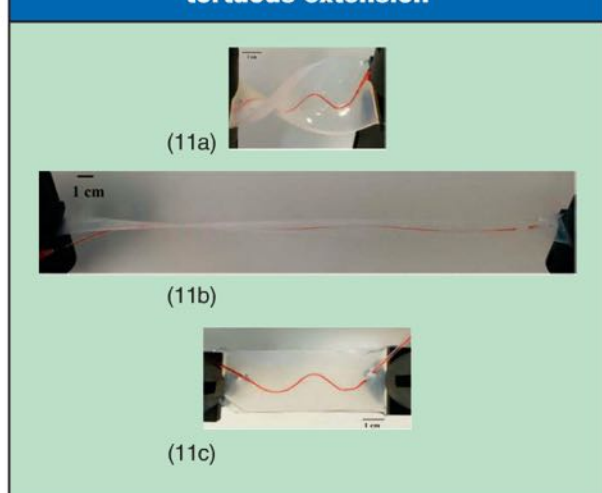 tortuous extension
1 cm
(11a)
1 cm
(11b)
1 cm
(11c)